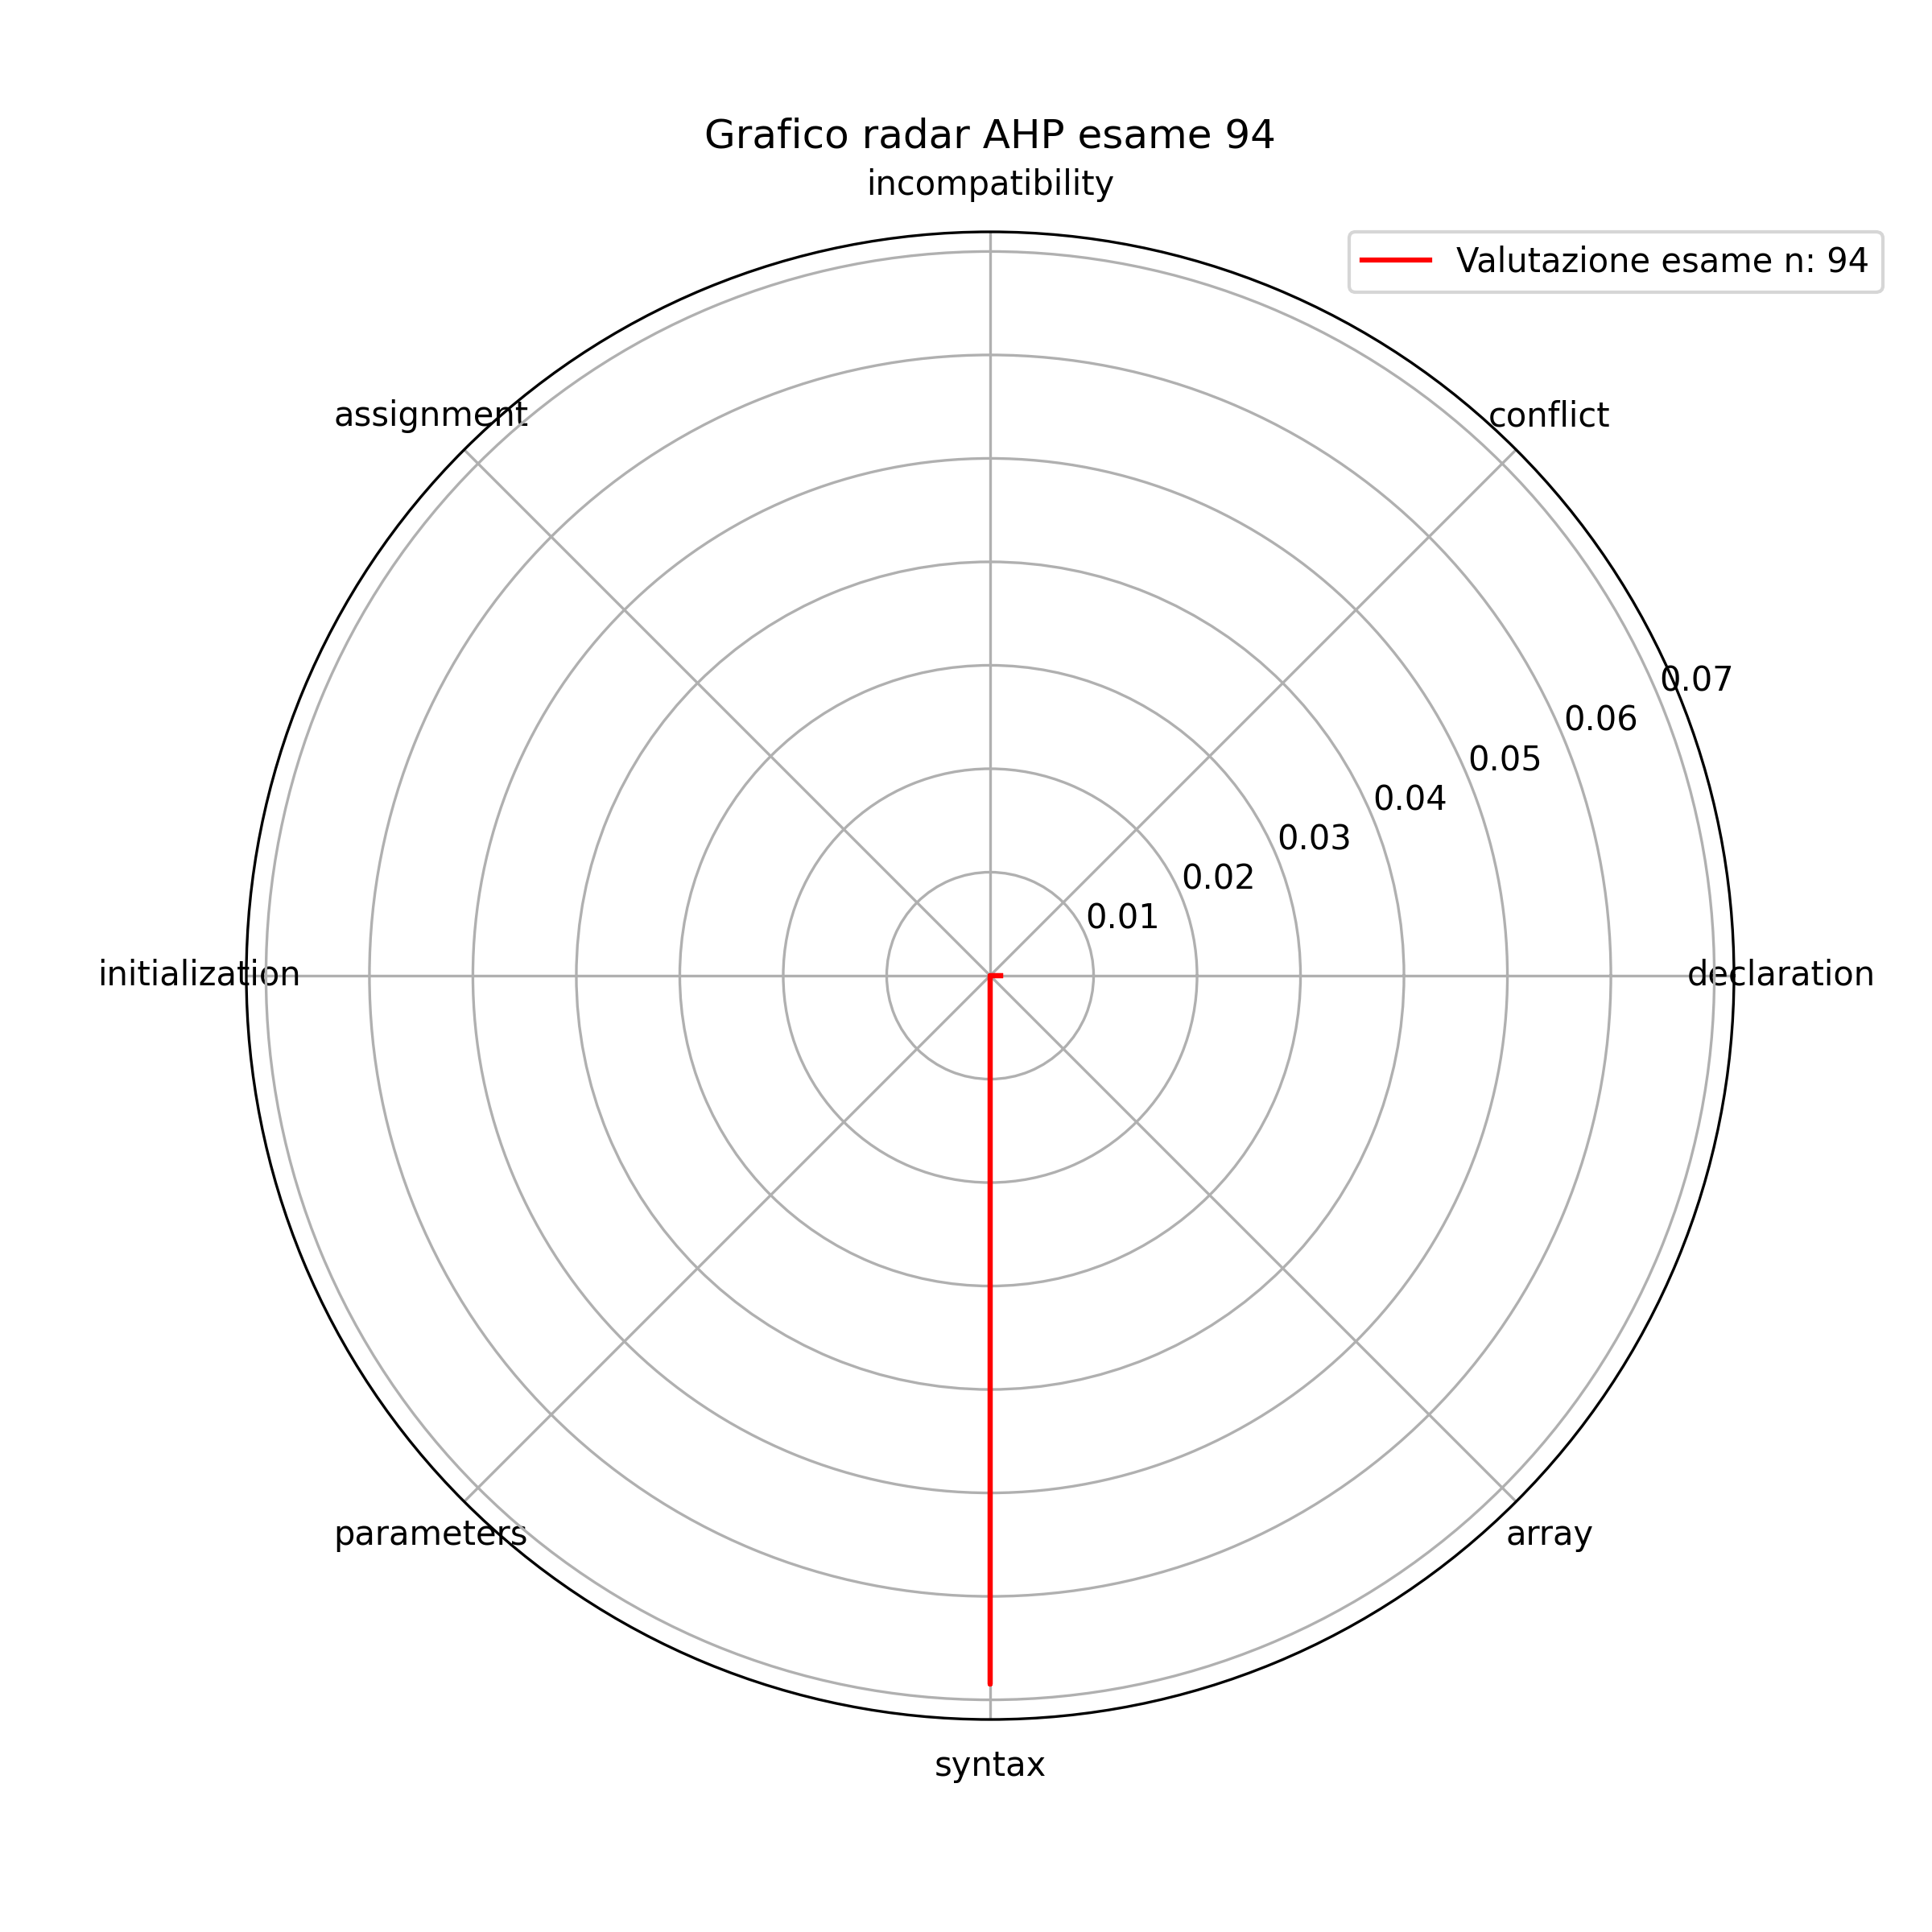 Grafico radar AHP esame 94
incompatibility
Valutazione esame n: 94
assignment
conflict
0.07
0.06
0.05
0.04
0.03
0.02
0.01
initialization
declaration
parameters
array
syntax